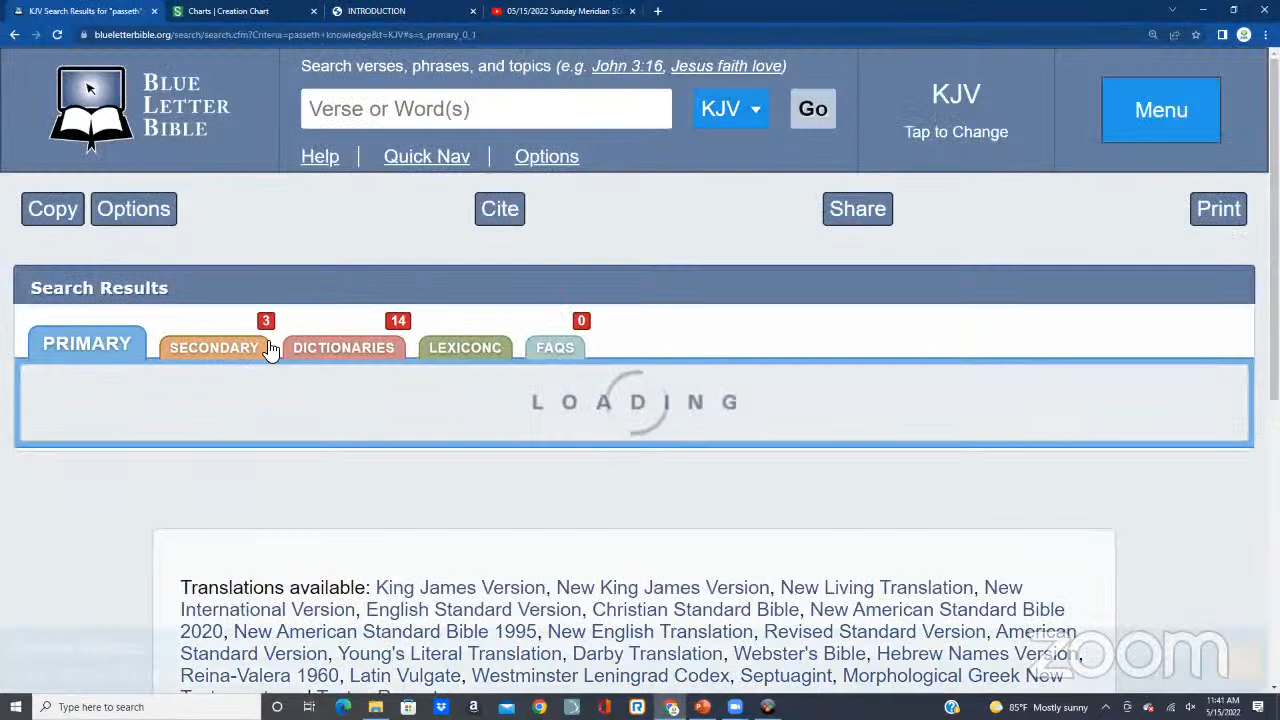 KJV Search Results for "passeth"
Charts | Creation Chart
INTRODUCTION
blueletterbible.org/search/search.cfm?Criteria=passeth+knowledge&t=KJV#s=s_primary_0_1
Search verses, phrases, and topics (e.g. John 3:16, Jesus faith love)
BLUE
LETTER
BIBLE
Verse or Word(s)
KJV
Go
KJV
Tap to Change
Menu
Help
Quick Nav
Options
Copy
Options
Cite
Share
Print
Search Results
3
14
0
PRIMARY
SECONDARY
DICTIONARIES
LEXICONC
FAQS
LOADING
Translations available: King James Version, New King James Version, New Living Translation, New
International Version, English Standard Version, Christian Standard Bible, New American Standard Bible
2020, New American Standard Bible 1995, New English Translation, Revised Standard Version, American
Standard Version, Young's Literal Translation, Darby Translation, Webster's Bible, Hebrew Names Version,
Reina-Valera 1960, Latin Vulgate, Westminster Leningrad Codex, Septuagint, Morphological Greek New
zoom
Type here to search
85°F Mostly sunny
11:41 AM
5/15/2022